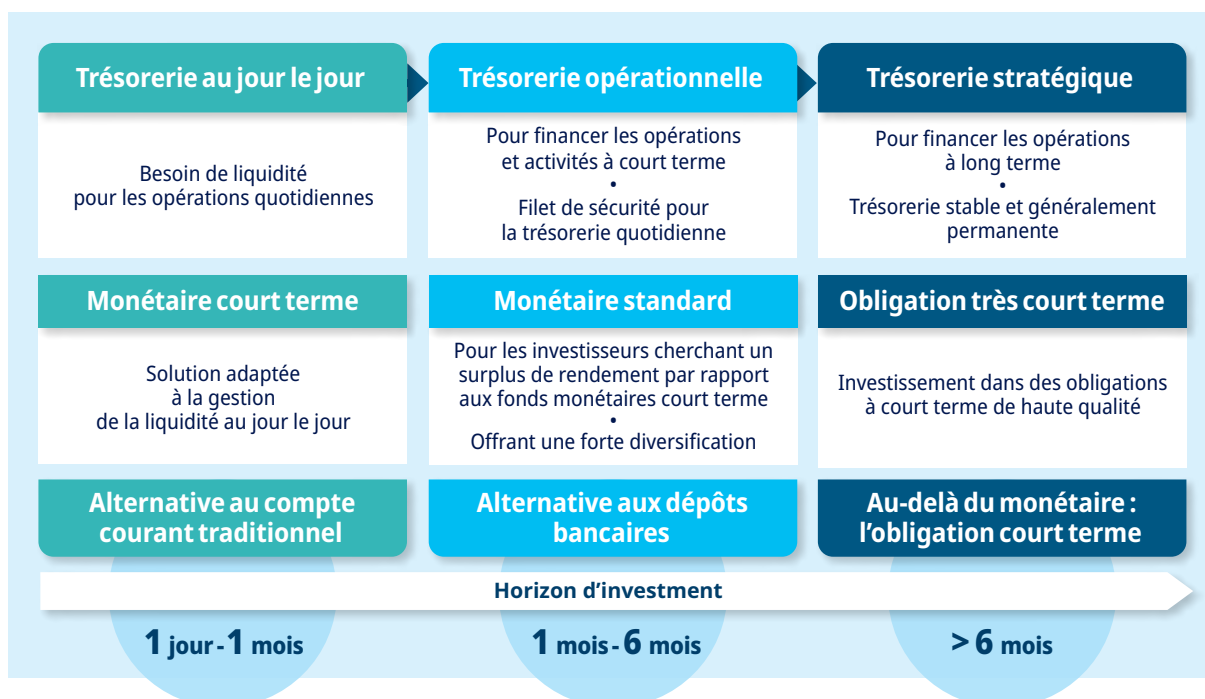 Trésorerie au jour le jour
Trésorerie opérationnelle
Trésorerie stratégique
Besoin de liquidité
pour les opérations quotidiennes
Pour financer les opérations
et activités à court terme
•
Filet de sécurité pour
la trésorerie quotidienne
Pour financer les opérations
à long terme
•
Trésorerie stable et généralement
permanente
Monétaire court terme
Monétaire standard
Obligation très court terme
Solution adaptée
à la gestion
de la liquidité au jour le jour
Pour les investisseurs cherchant un
surplus de rendement par rapport
aux fonds monétaires court terme
•
Offrant une forte diversification
Investissement dans des obligations
à court terme de haute qualité
Alternative au compte
courant traditionnel
Alternative aux dépôts
bancaires
Au-delà du monétaire :
l’obligation court terme
Horizon d’investment
1 jour - 1 mois
1 mois - 6 mois
> 6 mois